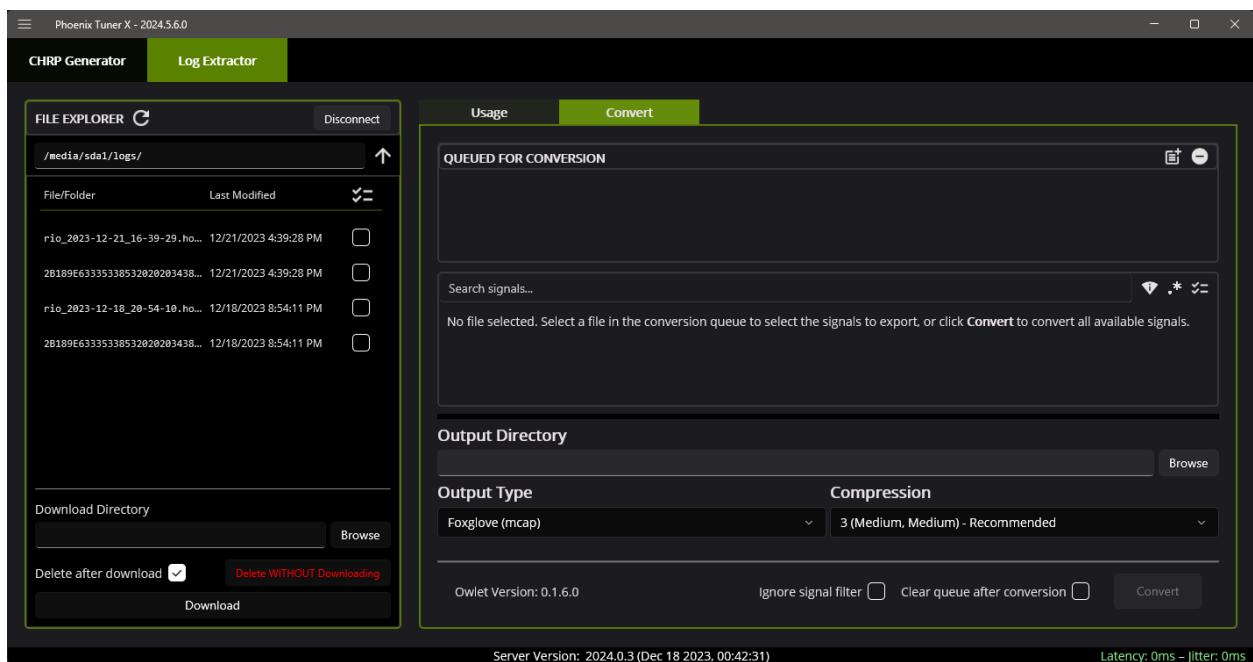 Phoenix Tuner X - 2024.5.6.0
CHRP Generator Log Extractor
FILE EXPLORER Disconnect
/media/sda1/logs/
File/Folder Last Modified
rio_2023-12-21_16-39-29.ho... 12/21/2023 4:39:28 PM
2B189E63335338532020203438... 12/21/2023 4:39:28 PM
rio_2023-12-18_20-54-10.ho... 12/18/2023 8:54:11 PM
2B189E63335338532020203438... 12/18/2023 8:54:11 PM
Download Directory
Browse
Delete after download Delete WITHOUT Downloading
Download
Usage Convert
QUEUED FOR CONVERSION
Search signals... .*
No file selected. Select a file in the conversion queue to select the signals to export, or click Convert to convert all available signals.
Output Directory
Browse
Output Type Compression
Foxglove (mcap) 3 (Medium, Medium) - Recommended
Owlet Version: 0.1.6.0 Ignore signal filter Clear queue after conversion Convert
Server Version: 2024.0.3 (Dec 18 2023, 00:42:31) Latency: 0ms – Jitter: 0ms